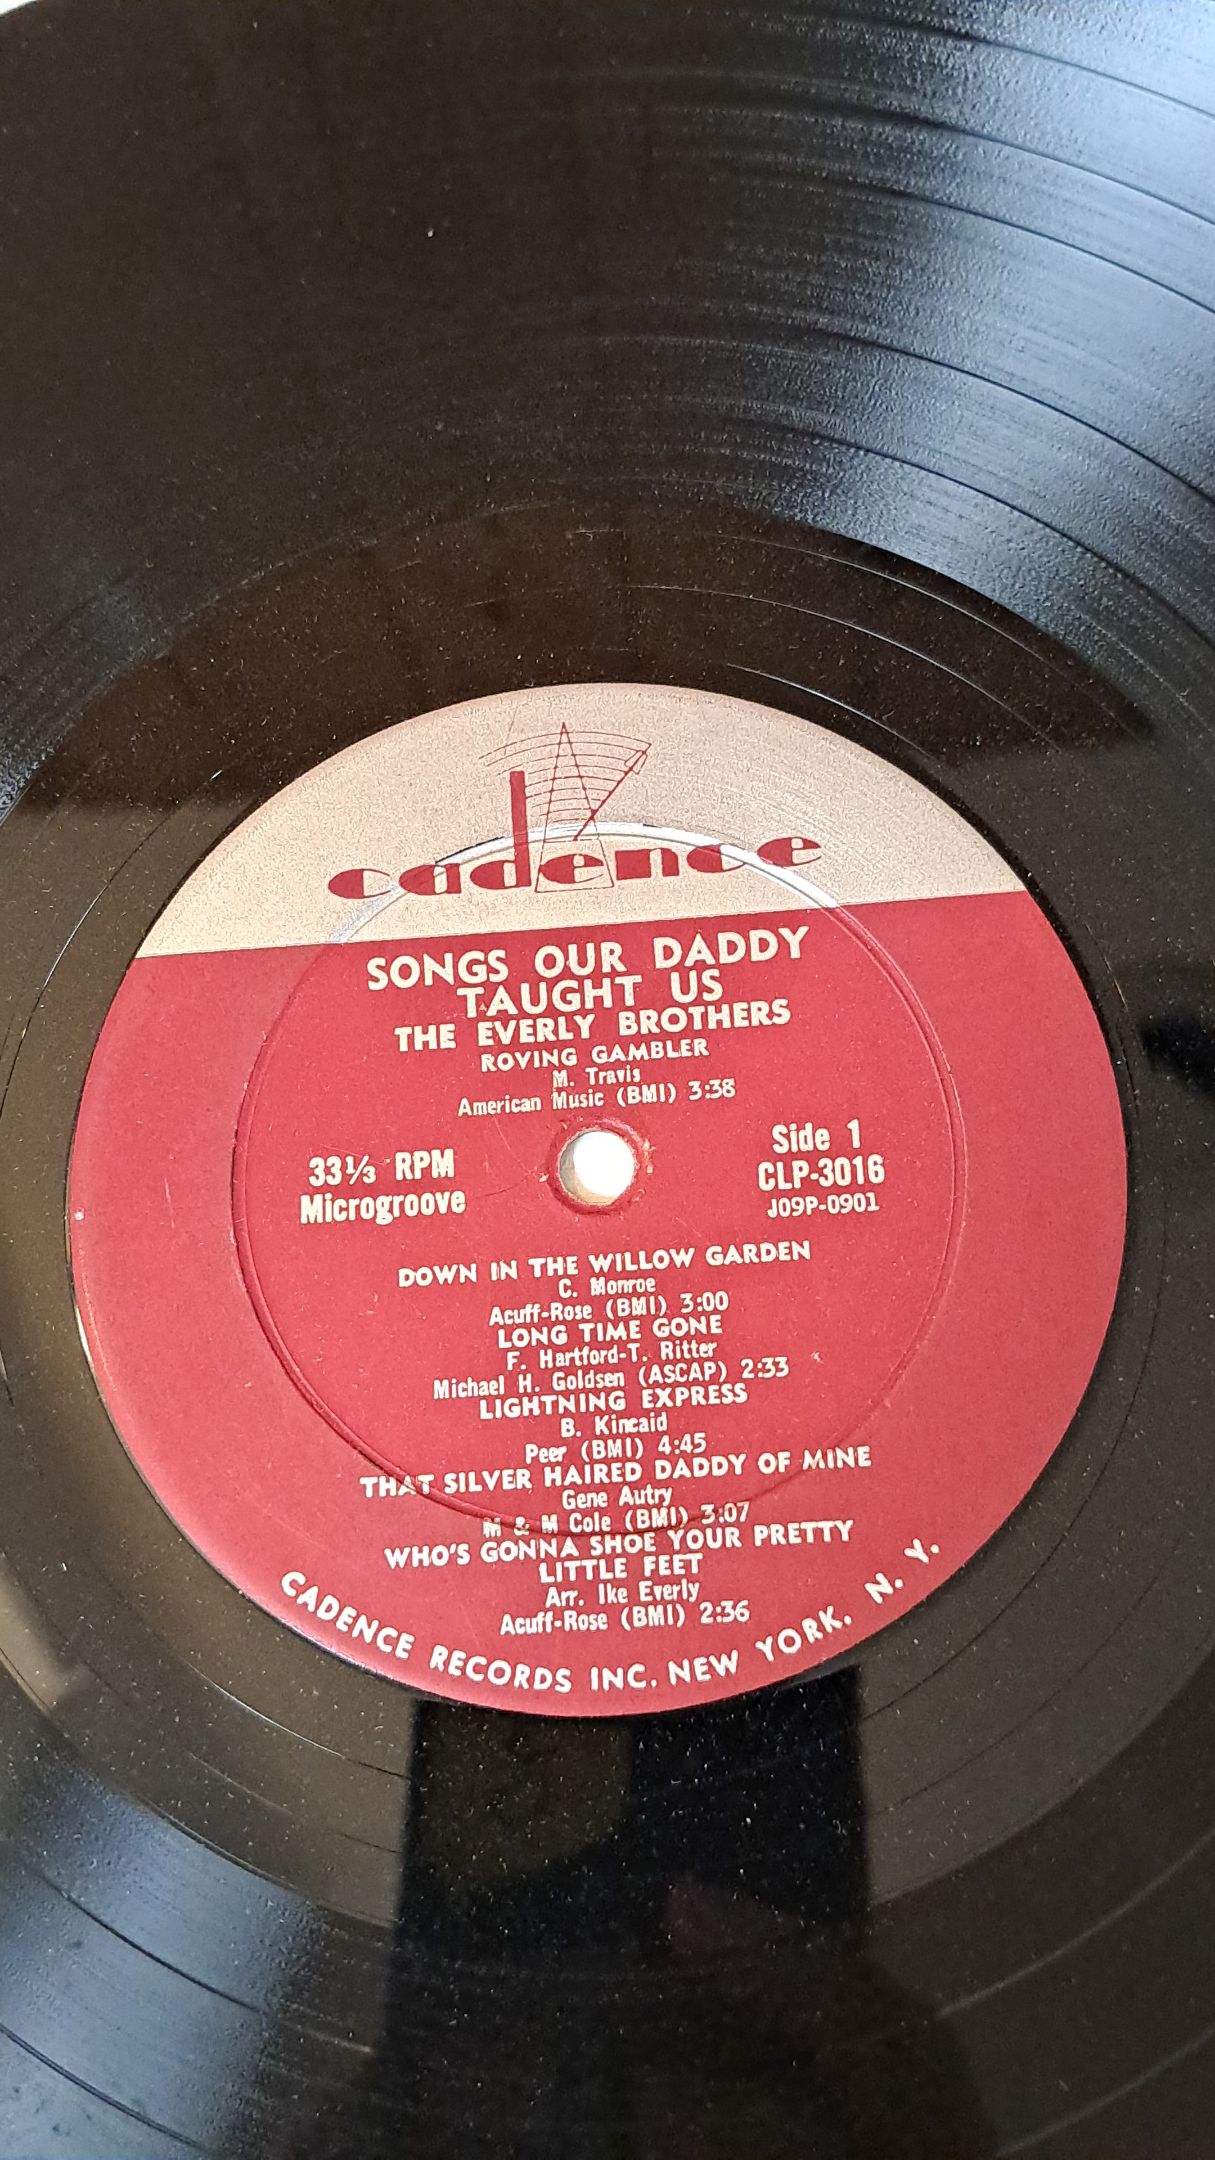 cadence
SONGS OUR DADDY
TAUGHT US
THE EVERLY BROTHERS
ROVING GAMBLER
M. Travis
American Music (BMI) 3:38
33⅓ RPM
Microgroove
Side 1
CLP-3016
J09P-0901
DOWN IN THE WILLOW GARDEN
C. Monroe
Acuff-Rose (BMI) 3:00
LONG TIME GONE
F. Hartford-T. Ritter
Michael H. Goldsen (ASCAP) 2:33
LIGHTNING EXPRESS
B. Kincaid
Peer (BMI) 4:45
THAT SILVER HAIRED DADDY OF MINE
Gene Autry
M & M Cole (BMI) 3:07
WHO'S GONNA SHOE YOUR PRETTY
LITTLE FEET
Arr. Ike Everly
Acuff-Rose (BMI) 2:36
CADENCE RECORDS INC. NEW YORK, N. Y.